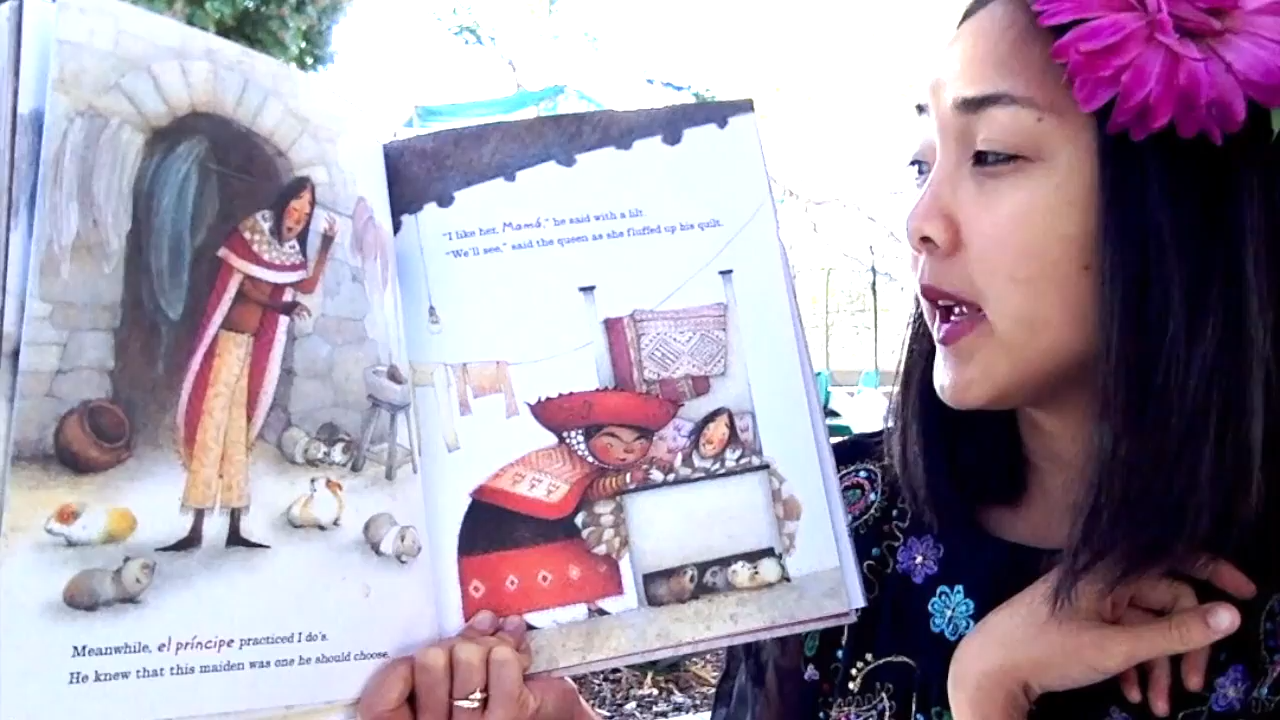 Meanwhile, el príncipe practiced I do's.
He knew that this maiden was one he should choose.
"I like her, Mamá," he said with a lilt.
"We'll see," said the queen as she fluffed up his quilt.